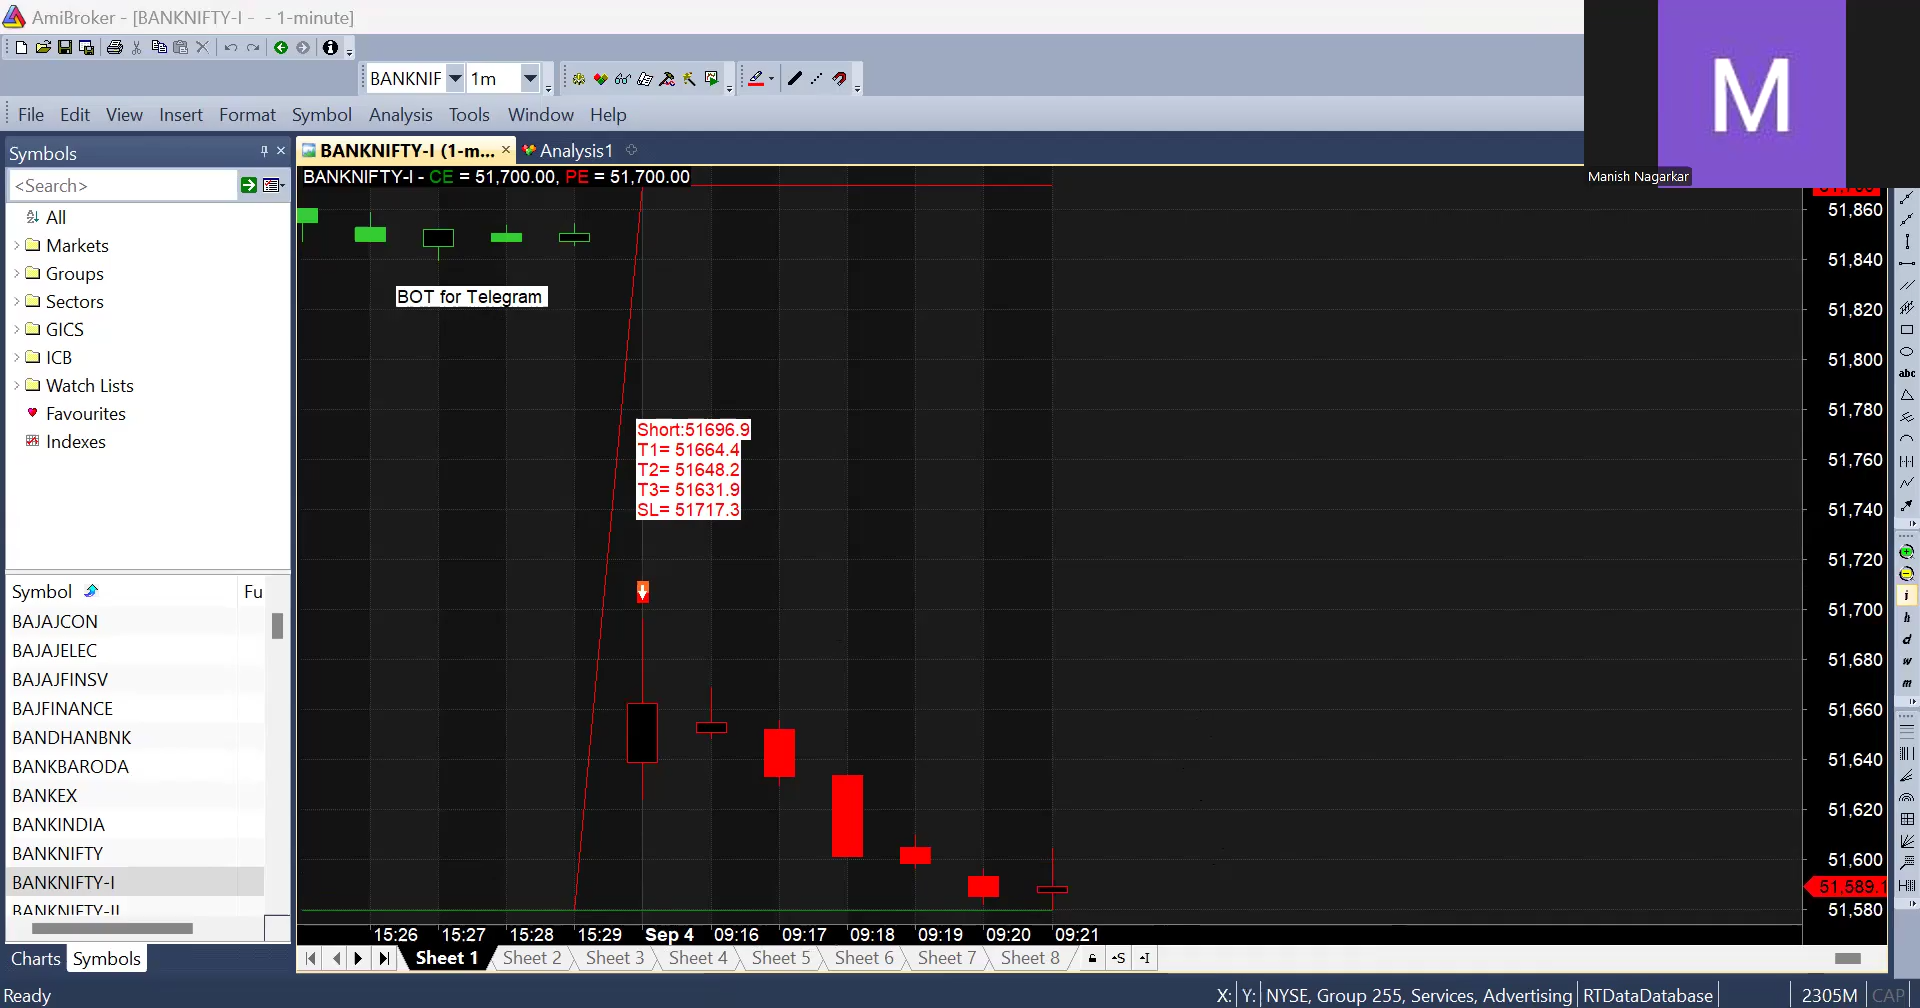 AmiBroker - [BANKNIFTY-I - - 1-minute]
BANKNIF 1m
File Edit View Insert Format Symbol Analysis Tools Window Help
M
Manish Nagarkar
Symbols
BANKNIFTY-I (1-m... Analysis1
<Search>
BANKNIFTY-I - CE = 51,700.00, PE = 51,700.00
All
Markets
Groups
Sectors
GICS
ICB
Watch Lists
Favourites
Indexes
BOT for Telegram
Short:51696.9
T1= 51664.4
T2= 51648.2
T3= 51631.9
SL= 51717.3
51,860
51,840
51,820
51,800
51,780
51,760
51,740
51,720
51,700
51,680
51,660
51,640
51,620
51,600
51,589.1
51,580
abc
i
h
d
w
m
Symbol Fu
BAJAJCON
BAJAJELEC
BAJAJFINSV
BAJFINANCE
BANDHANBNK
BANKBARODA
BANKEX
BANKINDIA
BANKNIFTY
BANKNIFTY-I
BANKNIFTY-II
15:26 15:27 15:28 15:29 Sep 4 09:16 09:17 09:18 09:19 09:20 09:21
Charts Symbols
Sheet 1 Sheet 2 Sheet 3 Sheet 4 Sheet 5 Sheet 6 Sheet 7 Sheet 8
Ready
X: Y: NYSE, Group 255, Services, Advertising RTDataDatabase 2305M CAP